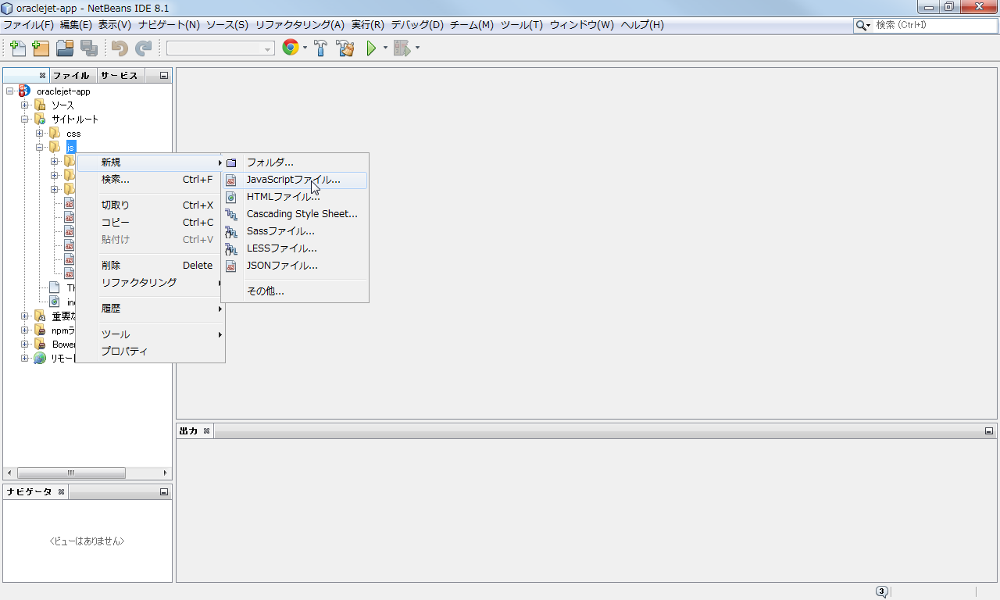 oraclejet-app - NetBeans IDE 8.1
ファイル(F) 編集(E) 表示(V) ナビゲート(N) ソース(S) リファクタリング(A) 実行(R) デバッグ(D) チーム(M) ツール(T) ウィンドウ(W) ヘルプ(H)
検索 (Ctrl+I)
ファイル サービス
oraclejet-app
ソース
サイト・ルート
css
js
新規
検索... Ctrl+F
切取り Ctrl+X
コピー Ctrl+C
貼付け Ctrl+V
削除 Delete
リファクタリング
履歴
ツール
プロパティ
フォルダ...
JavaScriptファイル...
HTMLファイル...
Cascading Style Sheet...
Sassファイル...
LESSファイル...
JSONファイル...
その他...
重要な
npmラ
Bower
リモート
出力
ナビゲータ
<ビューはありません>
3